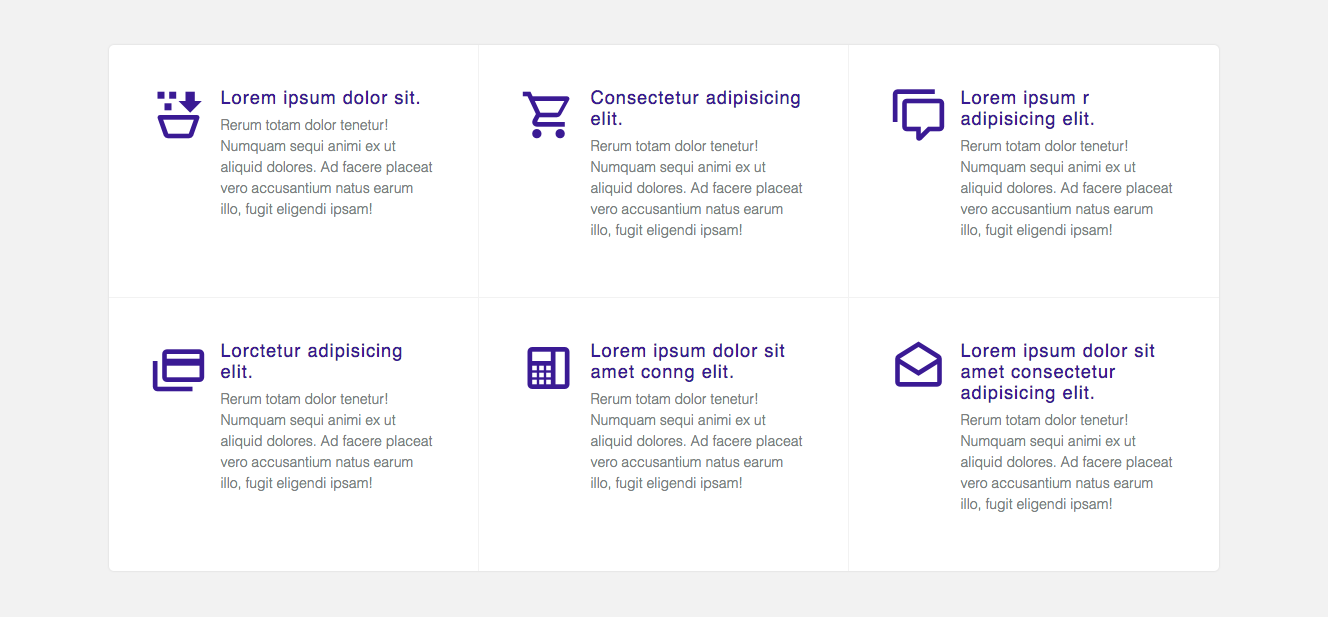 Lorem ipsum dolor sit.
Rerum totam dolor tenetur!
Numquam sequi animi ex ut
aliquid dolores. Ad facere placeat
vero accusantium natus earum
illo, fugit eligendi ipsam!
Consectetur adipisicing
elit.
Rerum totam dolor tenetur!
Numquam sequi animi ex ut
aliquid dolores. Ad facere placeat
vero accusantium natus earum
illo, fugit eligendi ipsam!
Lorem ipsum r
adipisicing elit.
Rerum totam dolor tenetur!
Numquam sequi animi ex ut
aliquid dolores. Ad facere placeat
vero accusantium natus earum
illo, fugit eligendi ipsam!
Lorctetur adipisicing
elit.
Rerum totam dolor tenetur!
Numquam sequi animi ex ut
aliquid dolores. Ad facere placeat
vero accusantium natus earum
illo, fugit eligendi ipsam!
Lorem ipsum dolor sit
amet conng elit.
Rerum totam dolor tenetur!
Numquam sequi animi ex ut
aliquid dolores. Ad facere placeat
vero accusantium natus earum
illo, fugit eligendi ipsam!
Lorem ipsum dolor sit
amet consectetur
adipisicing elit.
Rerum totam dolor tenetur!
Numquam sequi animi ex ut
aliquid dolores. Ad facere placeat
vero accusantium natus earum
illo, fugit eligendi ipsam!